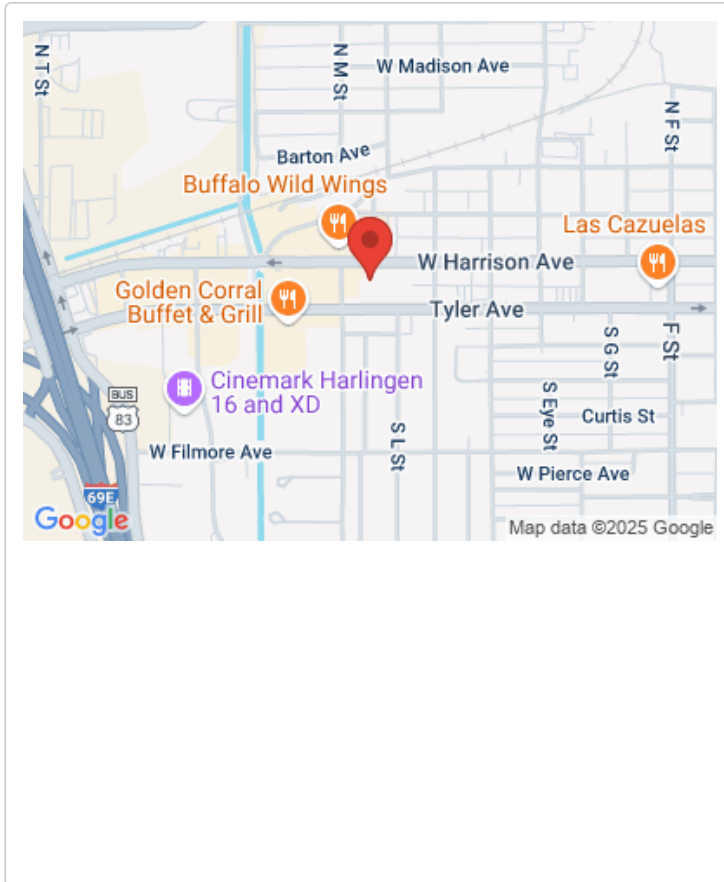 N T St
N M St
W Madison Ave
N F St
Barton Ave
Buffalo Wild Wings
Las Cazuelas
W Harrison Ave
Golden Corral
Buffet & Grill
Tyler Ave
S G St
F St
Cinemark Harlingen
16 and XD
BUS
83
S Eye St
Curtis St
S L St
W Filmore Ave
W Pierce Ave
69E
Google
Map data ©2025 Google